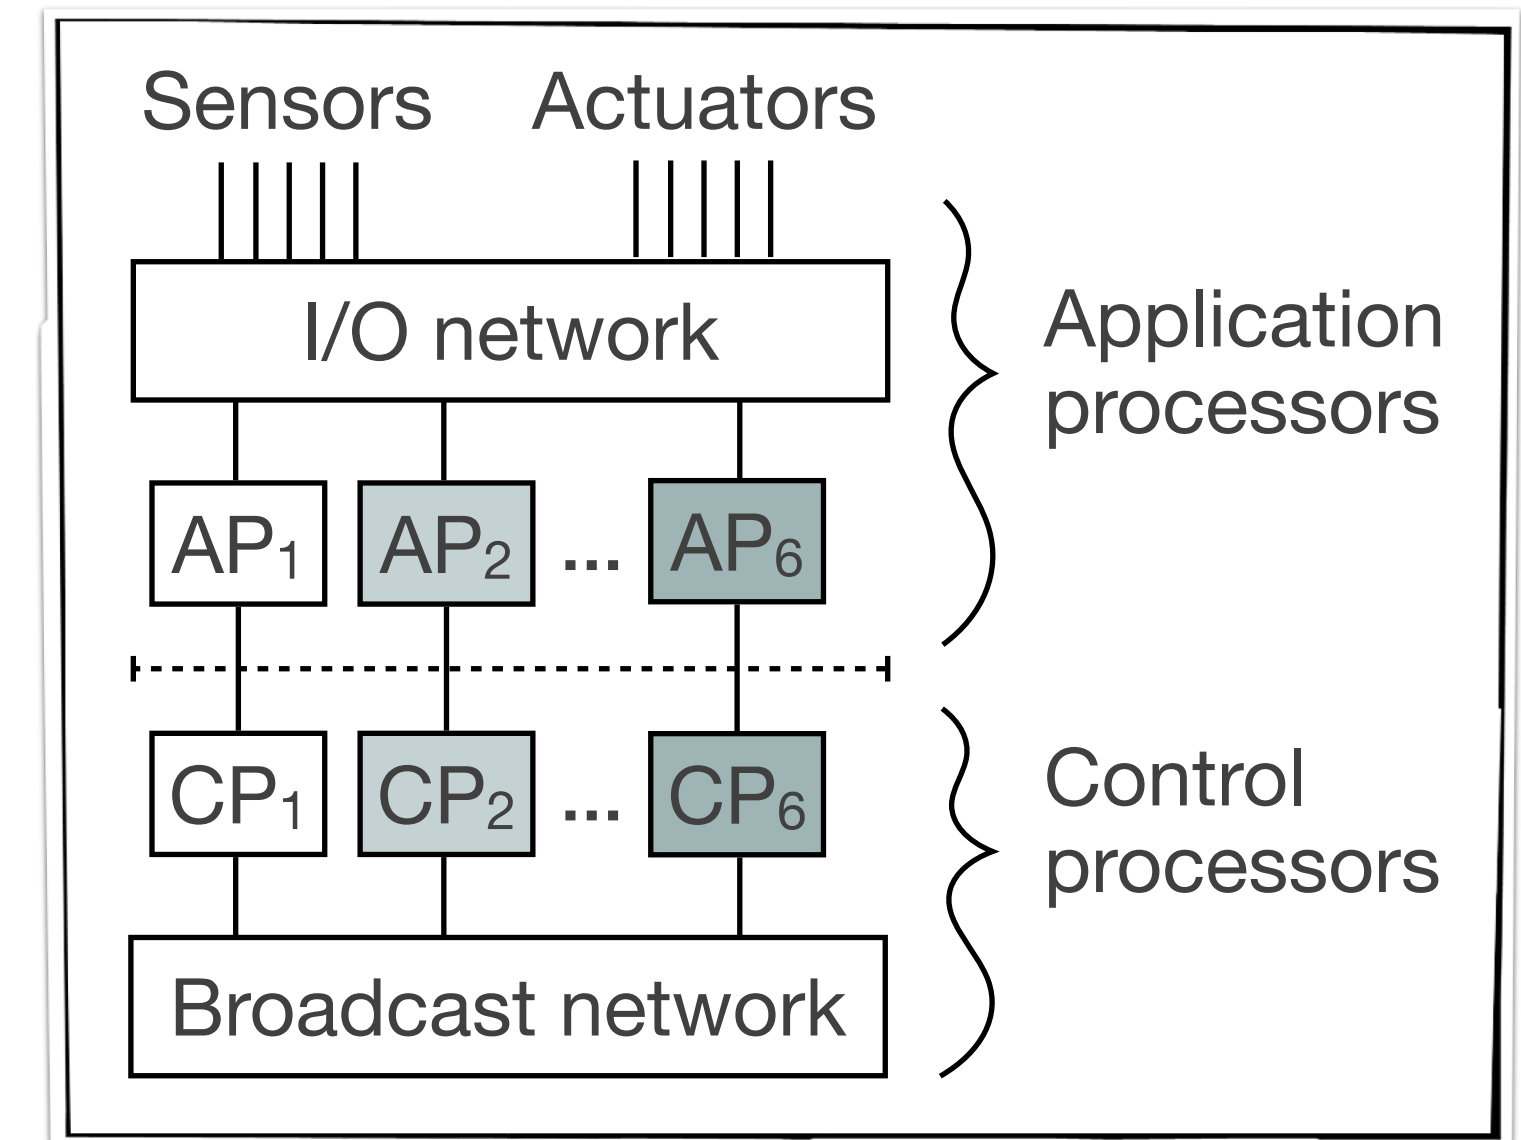 Sensors Actuators
I/O network
Application
processors
AP1 AP2 ... AP6
CP1 CP2 ... CP6
Control
processors
Broadcast network